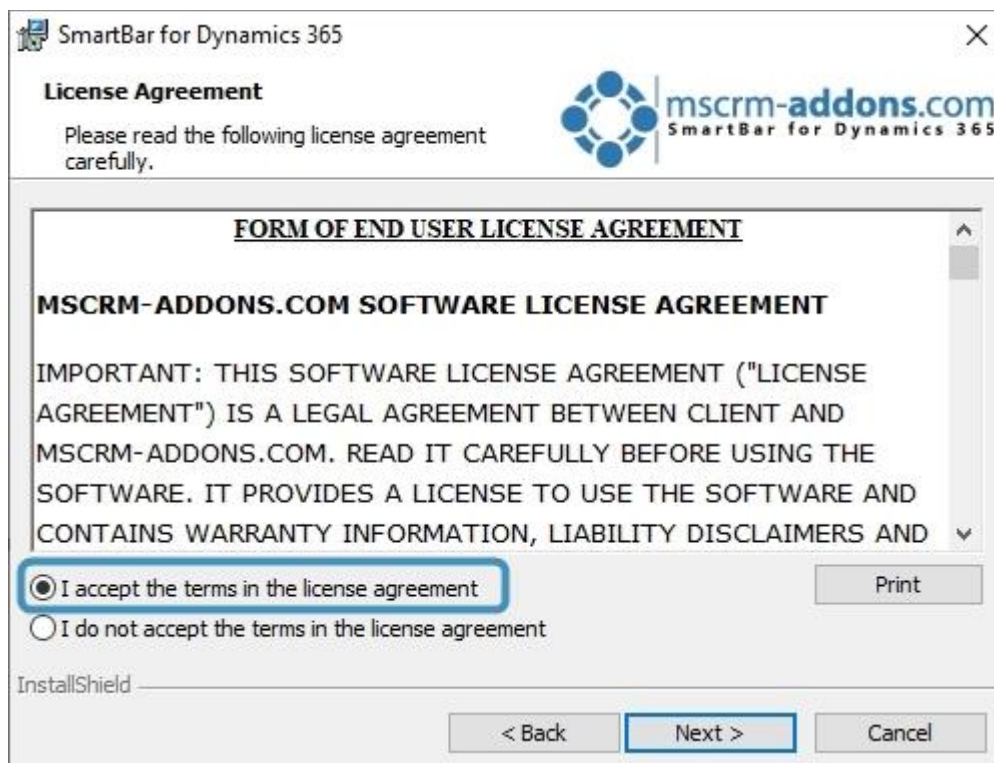 SmartBar for Dynamics 365
License Agreement
Please read the following license agreement
carefully.
mscrm-addons.com
SmartBar for Dynamics 365
FORM OF END USER LICENSE AGREEMENT
MSCRM-ADDONS.COM SOFTWARE LICENSE AGREEMENT
IMPORTANT: THIS SOFTWARE LICENSE AGREEMENT ("LICENSE
AGREEMENT") IS A LEGAL AGREEMENT BETWEEN CLIENT AND
MSCRM-ADDONS.COM. READ IT CAREFULLY BEFORE USING THE
SOFTWARE. IT PROVIDES A LICENSE TO USE THE SOFTWARE AND
CONTAINS WARRANTY INFORMATION, LIABILITY DISCLAIMERS AND
I accept the terms in the license agreement
Print
I do not accept the terms in the license agreement
InstallShield
< Back
Next >
Cancel